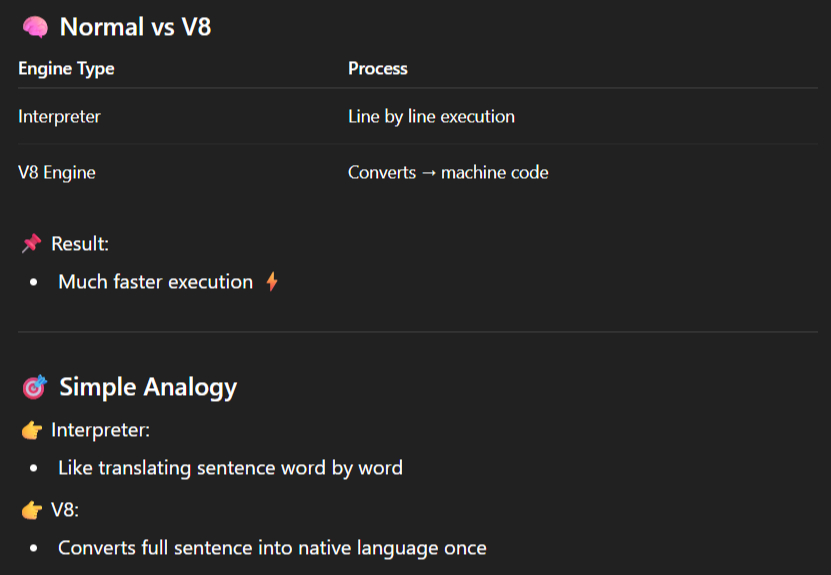 🧠 Normal vs V8
Engine Type Process
Interpreter Line by line execution
V8 Engine Converts → machine code
📌 Result:
• Much faster execution ⚡
🎯 Simple Analogy
👉 Interpreter:
• Like translating sentence word by word
👉 V8:
• Converts full sentence into native language once